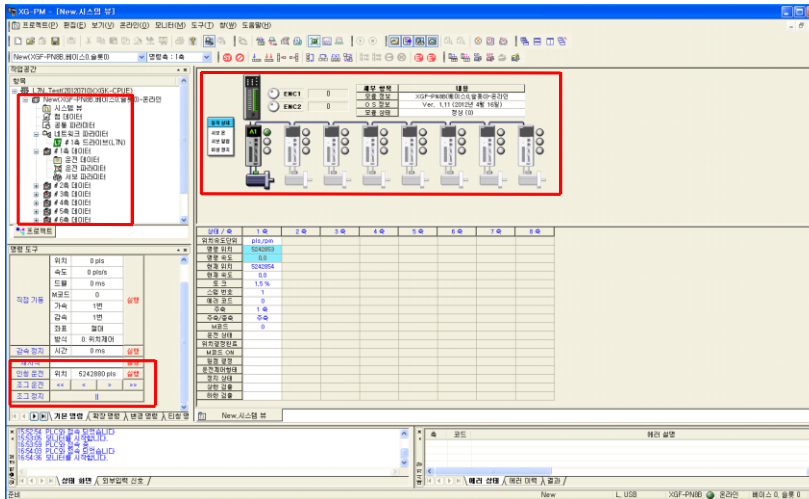 XG-PM - [New.시스템 뷰]
프로젝트(P) 편집(E) 보기(V) 온라인(O) 모니터(M) 도구(T) 창(W) 도움말(H)
New(XGF-PN8B.베이스0.슬롯0) 명령축 : 1축
작업공간
항목
L7N_Test(20120710)(XGK-CPUE)
New(XGF-PN8B.베이스0,슬롯0)-온라인
시스템 뷰
캠 데이터
공통 파라미터
네트워크 파라미터
#1축 드라이브(L7N)
#1축 데이터
운전 데이터
운전 파라미터
서보 파라미터
#2축 데이터
#3축 데이터
#4축 데이터
#5축 데이터
#6축 데이터
프로젝트
ENC1 0
ENC2 0
세부 항목 내용
모듈 정보 XGF-PN8B(베이스0,슬롯0)-온라인
O S 정보 Ver. 1.11 (2012년 4월 16일)
모듈 상태 정상 (0)
A1
상태 / 축 1 축 2 축 3 축 4 축 5 축 6 축 7 축 8 축
위치속도단위 pls,rpm
명령 위치 5242853
명령 속도 0.0
현재 위치 5242854
현재 속도 0.0
토 크 1.5 %
스텝 번호 1
에러 코드 0
주축 1 축
주축/종축 주축
M코드 0
운전 상태
위치결정완료
M코드 ON
원점 결정
운전제어형태
정지 상태
상한 검출
하한 검출
명령 도구
위치 0 pls
속도 0 pls/s
드웰 0 ms
직접 기동 M코드 0 실행
가속 1번
감속 1번
좌표 절대
방식 0: 위치제어
감속 정지 시간 0 ms 실행
인칭 운전 위치 5242880 pls 실행
조그 운전 << < > >>
조그 정지 ||
기본 명령 확장 명령 변경 명령 티칭 명
New.시스템 뷰
15:52:54 PLC와 접속 되었습니다
15:53:05 모니터를 시작합니다.
16:54:03 PLC와 접속 되었습니다
16:54:36 모니터를 시작합니다.
상태 화면 외부입력 신호
축 코드 에러 설명
에러 상태 에러 이력 결과
준비 New L, USB XGF-PN8B 온라인 베이스 0, 슬롯 0